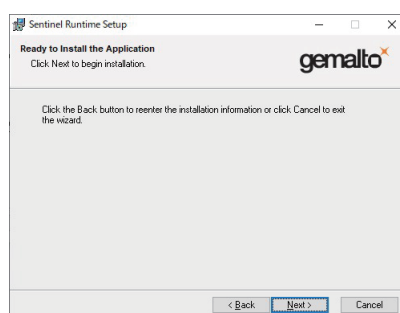 Sentinel Runtime Setup
Ready to Install the Application
Click Next to begin installation.
gemalto
Click the Back button to reenter the installation information or click Cancel to exit
the wizard.
< Back Next > Cancel